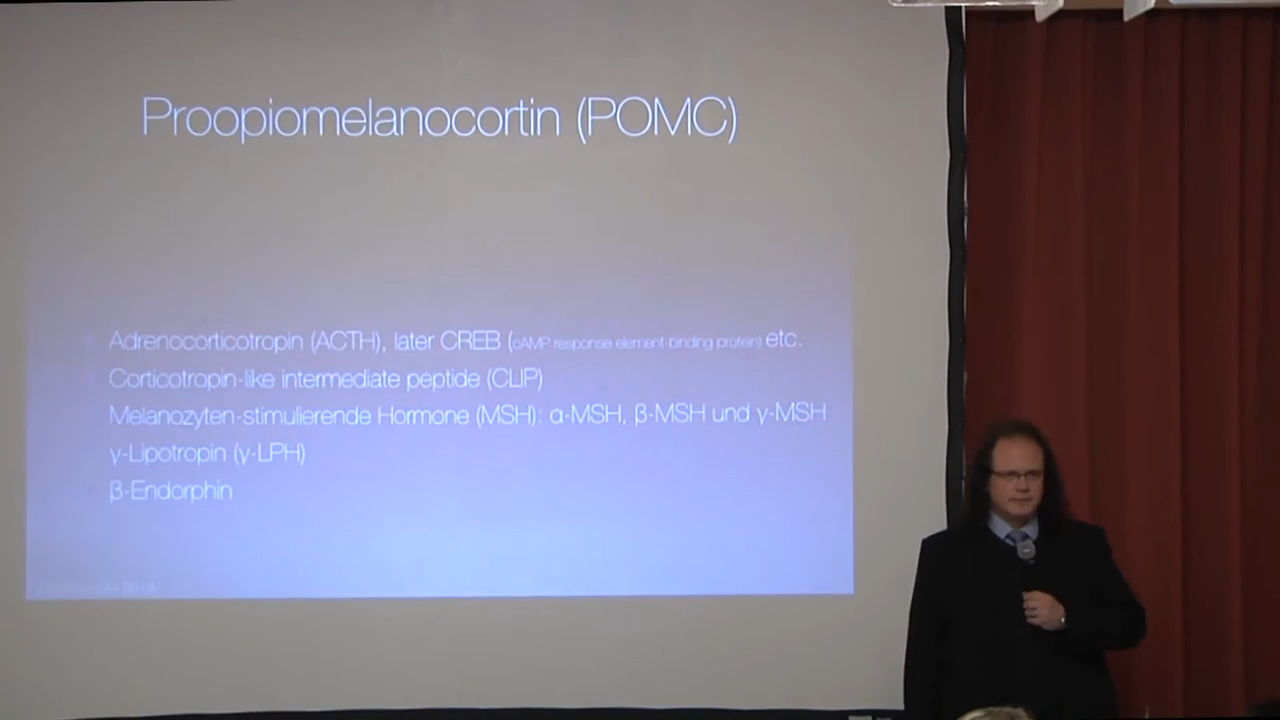 Proopiomelanocortin (POMC)
Adrenocorticotropin (ACTH), later CREB (cAMP response element-binding protein) etc.
Corticotropin-like intermediate peptide (CLIP)
Melanozyten-stimulierende Hormone (MSH): α-MSH, β-MSH und γ-MSH
γ-Lipotropin (γ-LPH)
β-Endorphin